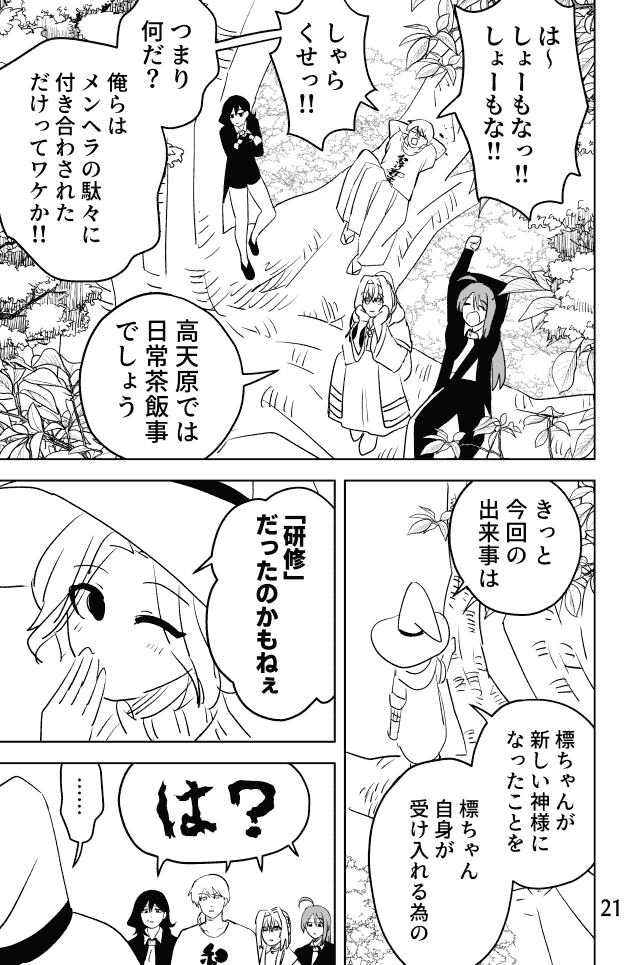 は〜
しょーもなっ!!
しょーもな!!
しゃら
くせっ!!
つまり
何だ?
俺らは
メンヘラの駄々に
付き合わされた
だけってワケか!!
高天原では
日常茶飯事
でしょう
きっと
今回の
出来事は
標ちゃんが
新しい神様に
なったことを
標ちゃん
自身が
受け入れる為の
「研修」
だったのかもねぇ
は?
……
和
21